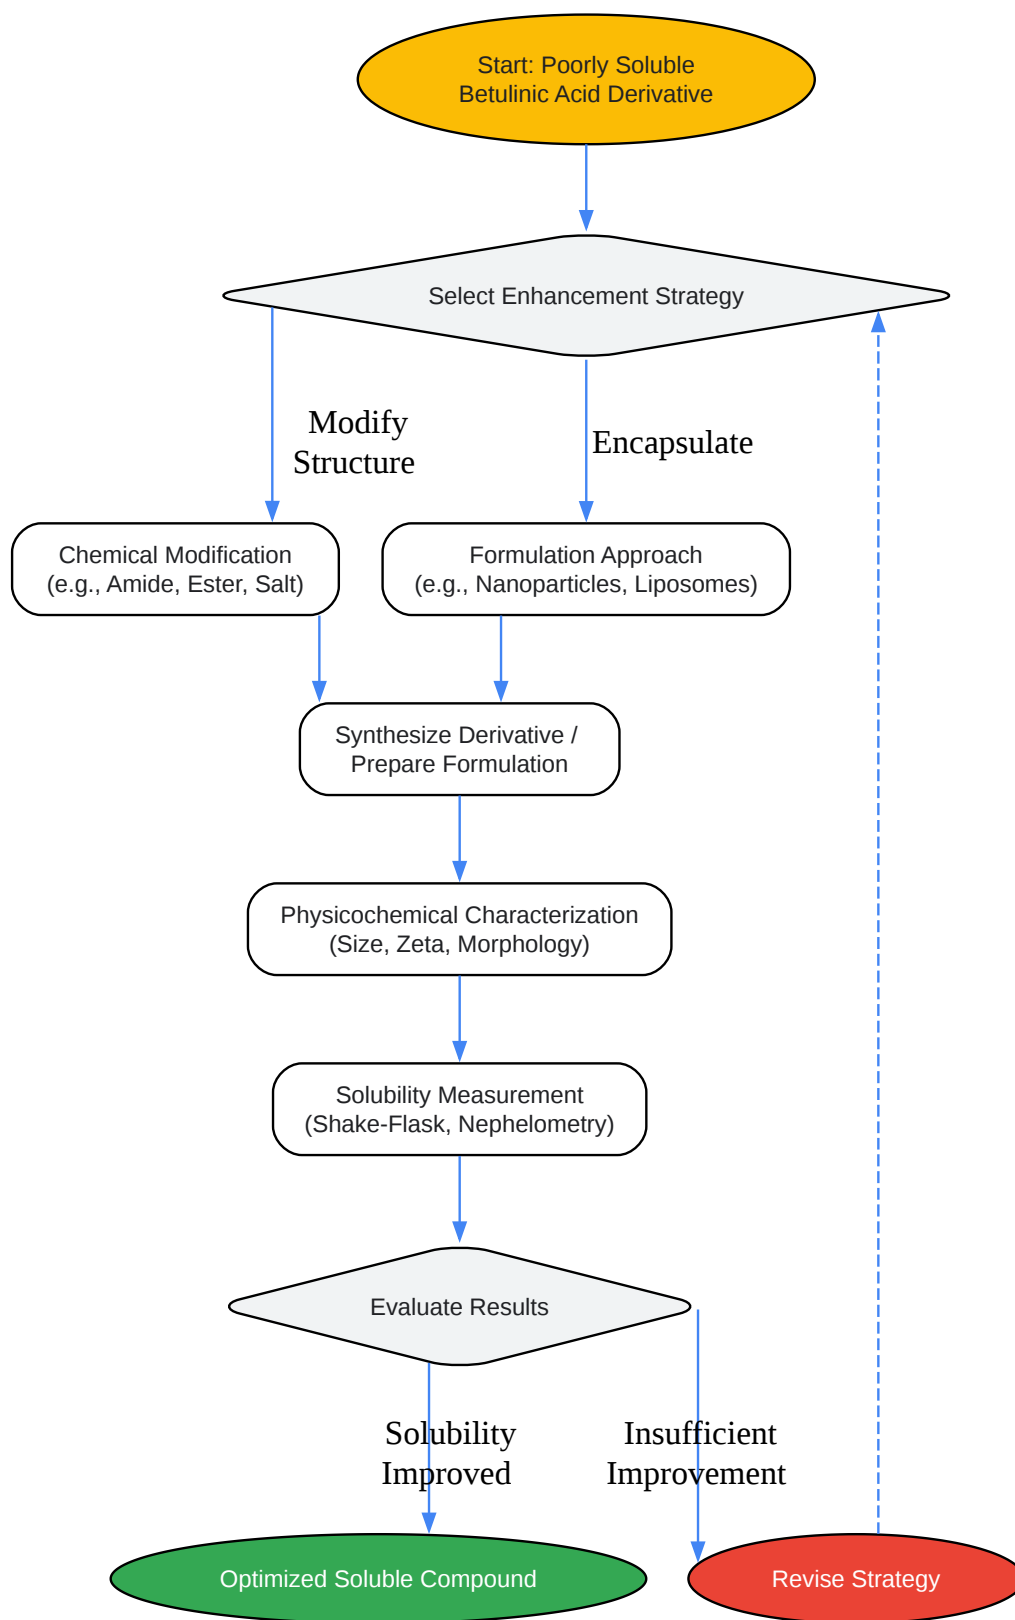 Start: Poorly Soluble
Betulinic Acid Derivative
Select Enhancement Strategy
Modify
Structure
Encapsulate
Chemical Modification
(e.g., Amide, Ester, Salt)
Formulation Approach
(e.g., Nanoparticles, Liposomes)
Synthesize Derivative /
Prepare Formulation
Physicochemical Characterization
(Size, Zeta, Morphology)
Solubility Measurement
(Shake-Flask, Nephelometry)
Evaluate Results
Solubility
Improved
Insufficient
Improvement
Optimized Soluble Compound
Revise Strategy